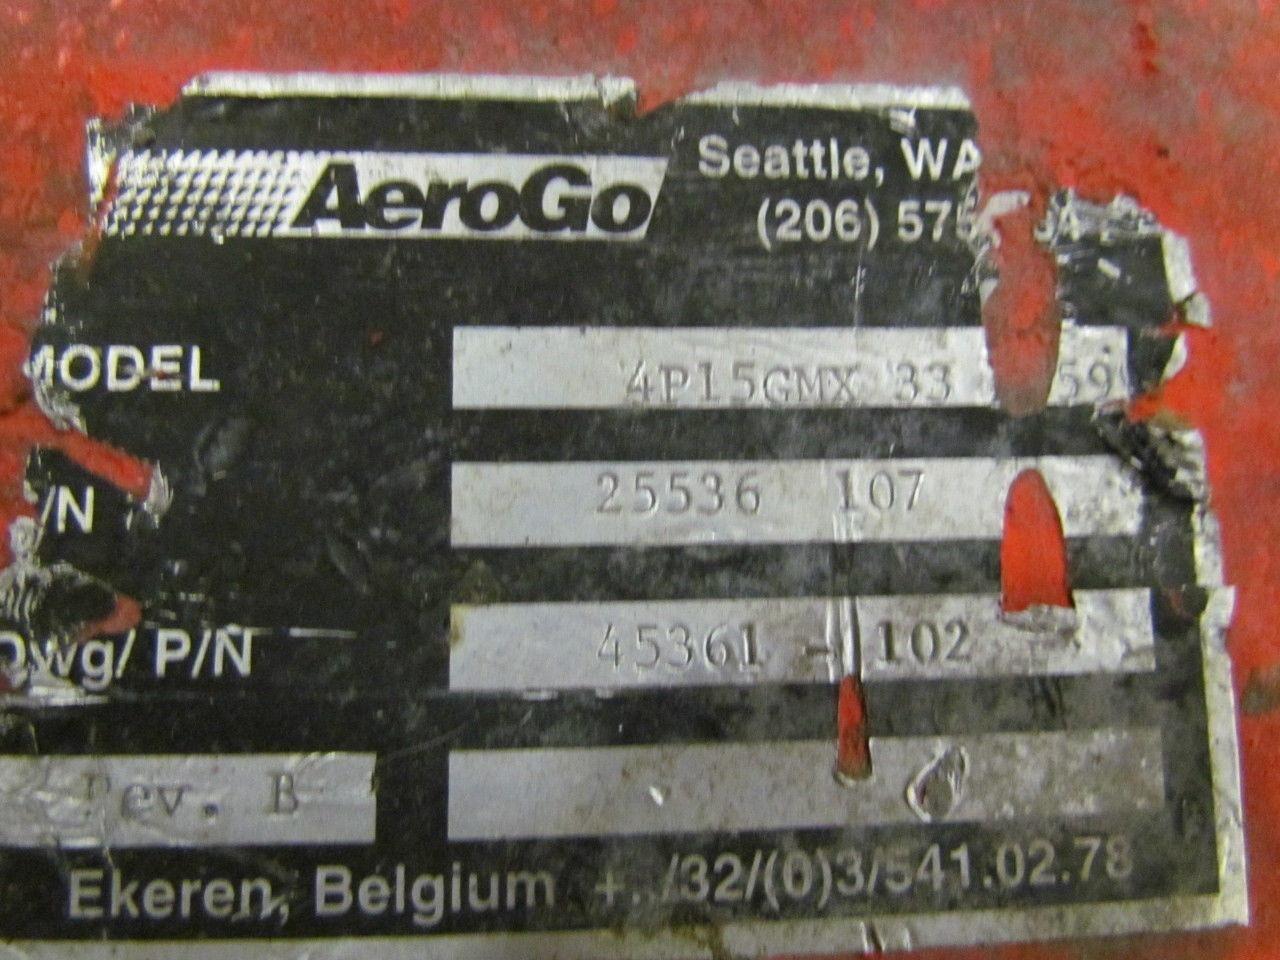 AeroGo
Seattle, WA
(206)
MODEL 4P15GMX 33
/N 25536 107
Dwg/ P/N 45361 - 102
Rev. B
Ekeren, Belgium +../32/(0)3/541.02.78